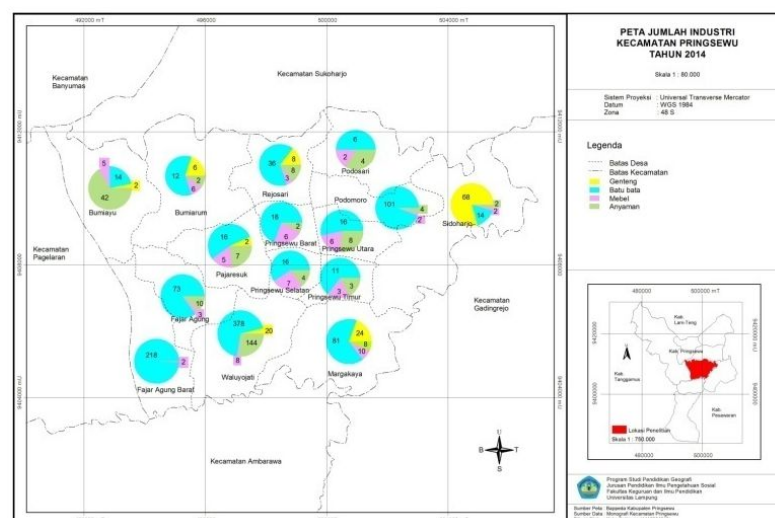 PETA JUMLAH INDUSTRI
KECAMATAN PRINGSEWU
TAHUN 2014
Skala 1 : 80.000
Sistem Proyeksi : Universal Transverse Mercator
Datum : WGS 1984
Zona : 48 S
Legenda
Batas Desa
Batas Kecamatan
Genteng
Batu bata
Mebel
Anyaman
492000 mT
496000 mT
500000 mT
504000 mT
Kecamatan
Banyumas
Kecamatan Sukoharjo
5
14
2
42
Bumiayu
12
6
2
6
Bumiarum
36
8
8
3
Rejosari
6
2
4
Podosari
Podomoro
101
4
2
68
2
2
14
Sidoharjo
Kecamatan
Pagelaran
16
2
5
7
Pajaresuk
18
2
6
Pringsewu Barat
16
6
8
Pringsewu Utara
16
4
7
Pringsewu Selatan
11
3
3
Pringsewu Timur
73
10
3
Fajar Agung
378
20
144
8
Waluyojati
81
24
8
10
Margakaya
218
2
Fajar Agung Barat
Kecamatan
Gadingrejo
Kecamatan Ambarawa
U
B
T
S
480000
500000
Kab.
Lam-Teng
Kab. Pringsewu
Kab.
Tanggamus
Kab.
Pesawaran
Lokasi Penelitian
Skala 1 : 750.000
480000
500000
Program Studi Pendidikan Geografi
Jurusan Pendidikan Ilmu Pengetahuan Sosial
Fakultas Keguruan dan Ilmu Pendidikan
Universitas Lampung
Sumber Peta : Bappeda Kabupaten Pringsewu
Sumber Data : Monografi Kecamatan Pringsewu